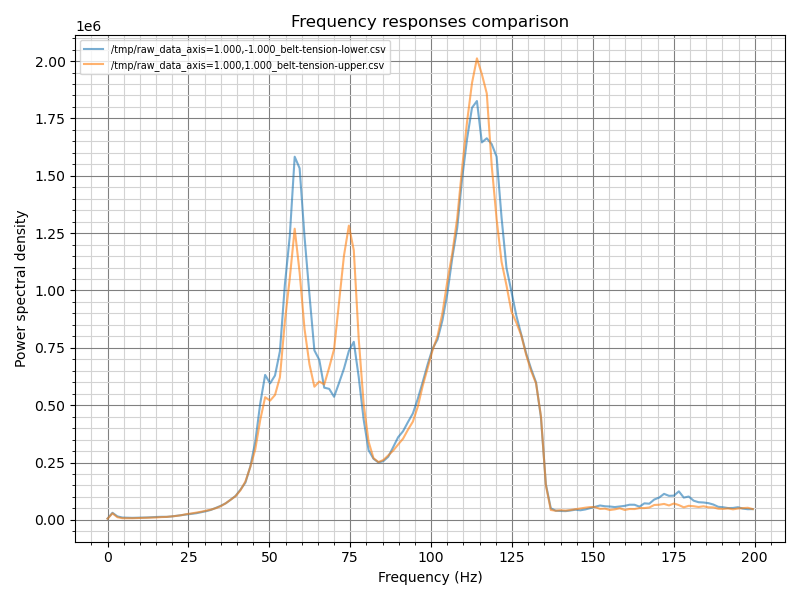 Frequency responses comparison
1e6
/tmp/raw_data_axis=1.000,-1.000_belt-tension-lower.csv
/tmp/raw_data_axis=1.000,1.000_belt-tension-upper.csv
2.00
1.75
1.50
1.25
1.00
0.75
0.50
0.25
0.00
Power spectral density
0 25 50 75 100 125 150 175 200
Frequency (Hz)